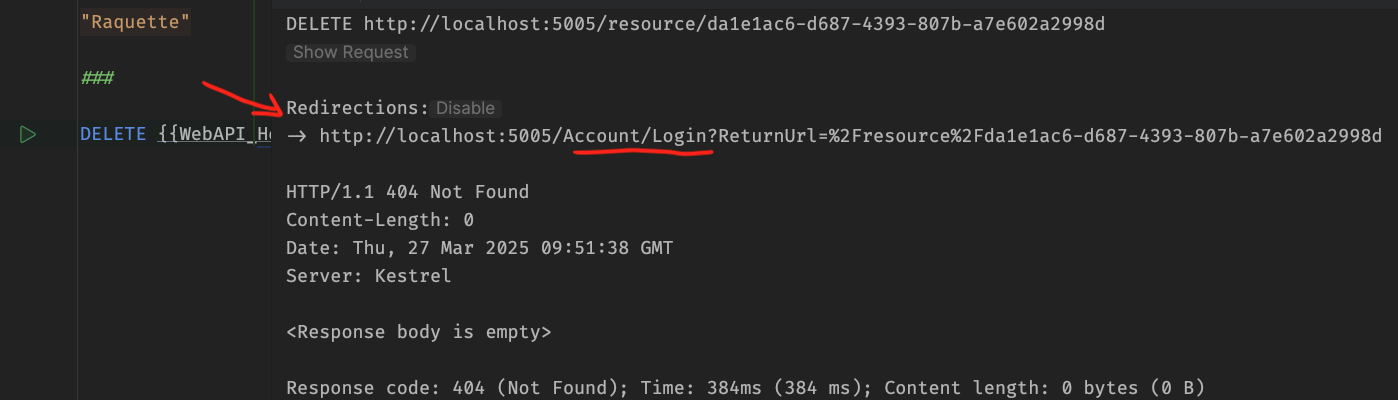 "Raquette"
###
DELETE {{WebAPI_Ho
DELETE http://localhost:5005/resource/da1e1ac6-d687-4393-807b-a7e602a2998d
Show Request
Redirections: Disable
-> http://localhost:5005/Account/Login?ReturnUrl=%2Fresource%2Fda1e1ac6-d687-4393-807b-a7e602a2998d
HTTP/1.1 404 Not Found
Content-Length: 0
Date: Thu, 27 Mar 2025 09:51:38 GMT
Server: Kestrel
<Response body is empty>
Response code: 404 (Not Found); Time: 384ms (384 ms); Content length: 0 bytes (0 B)